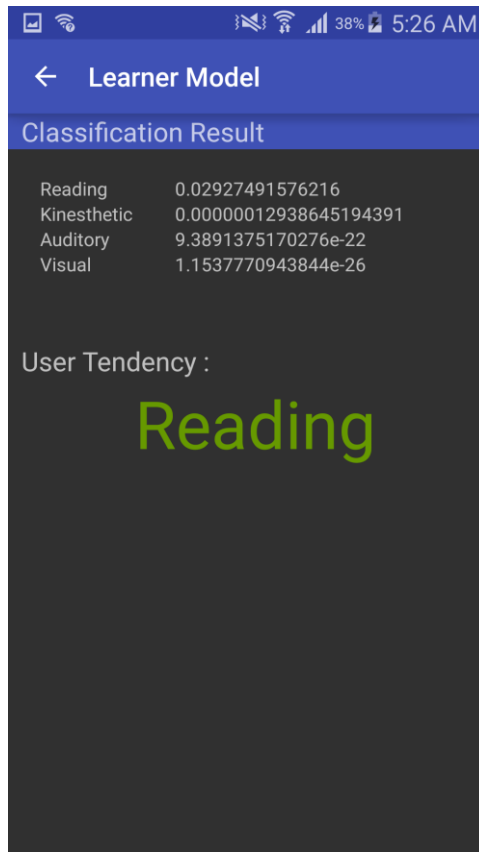 38% 5:26 AM
Learner Model
Classification Result
Reading 0.02927491576216
Kinesthetic 0.00000012938645194391
Auditory 9.3891375170276e-22
Visual 1.1537770943844e-26
User Tendency :
Reading